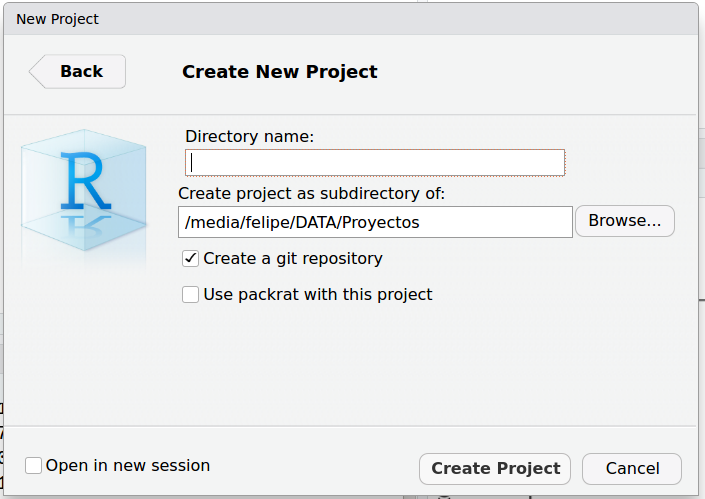 New Project
Back
Create New Project
R
Directory name:
Create project as subdirectory of:
/media/felipe/DATA/Proyectos
Browse...
Create a git repository
Use packrat with this project
Open in new session
Create Project
Cancel